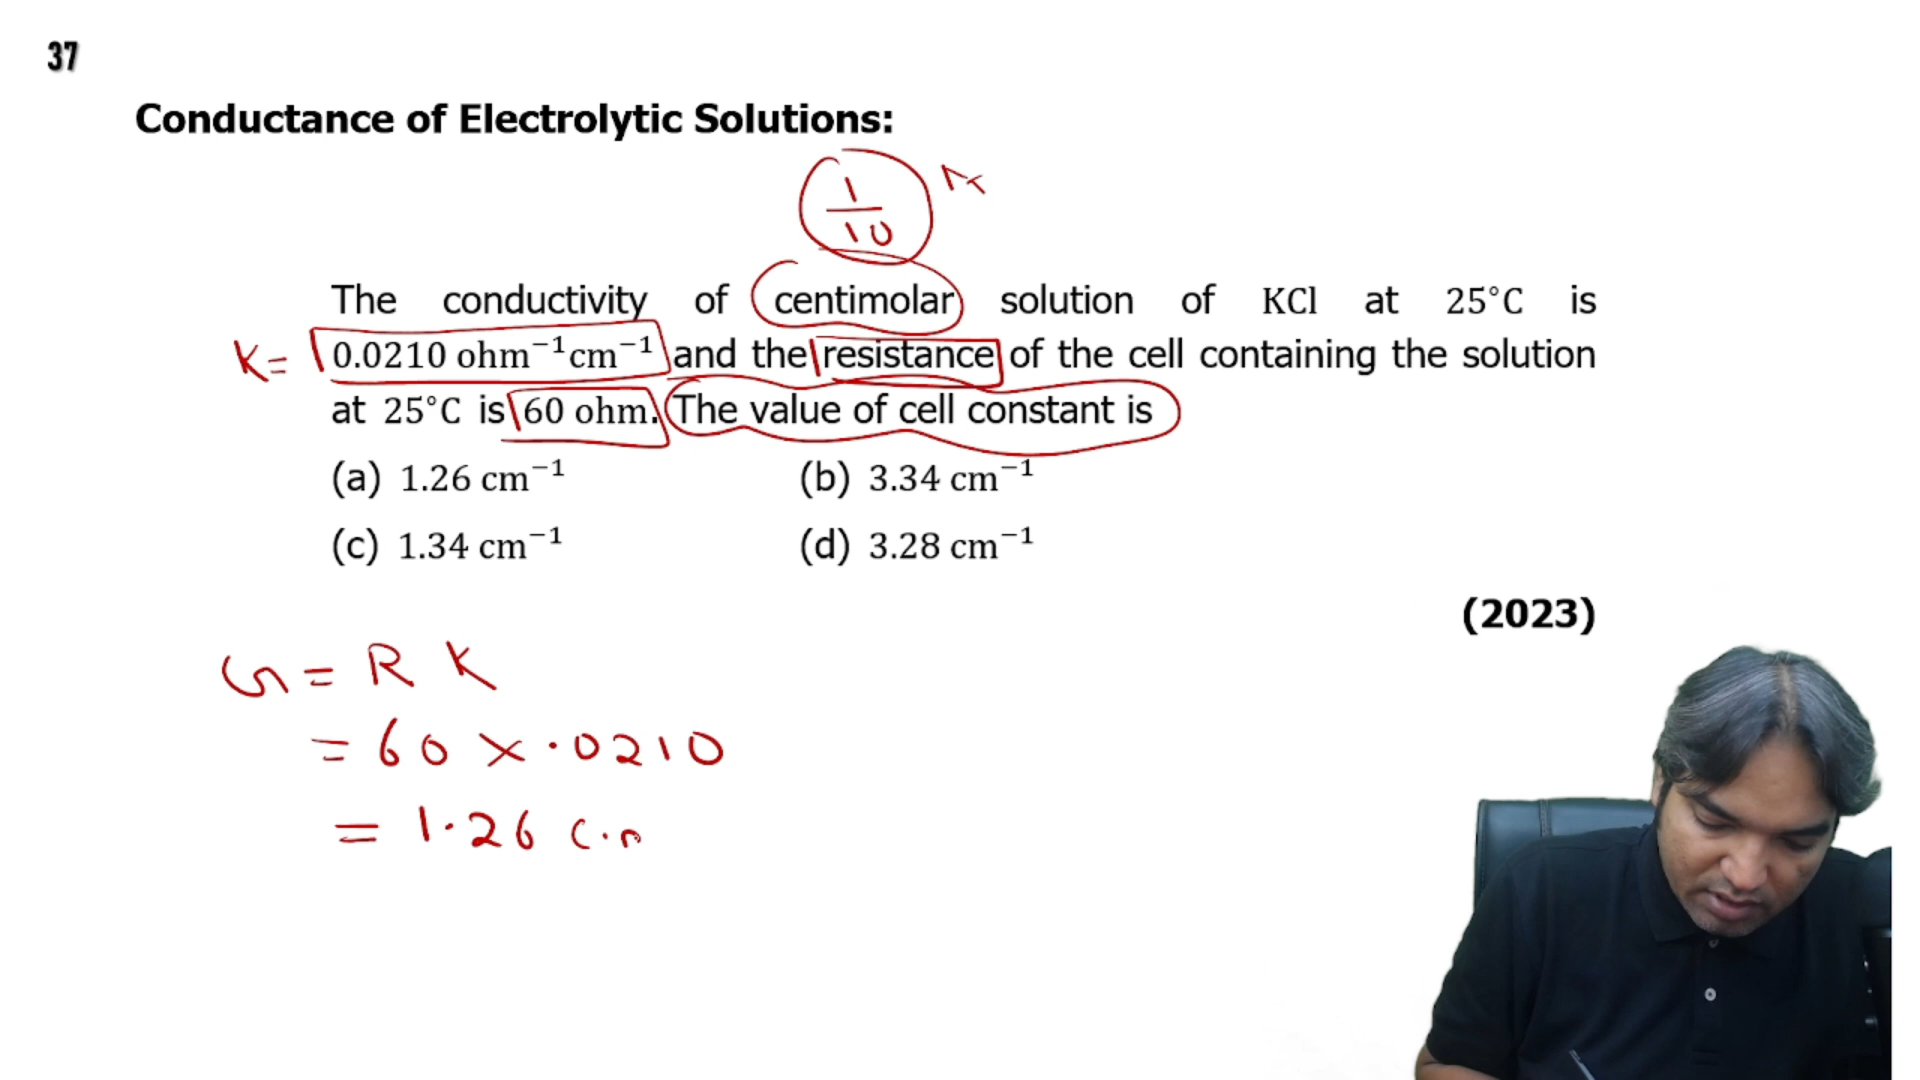 37
Conductance of Electrolytic Solutions:
1/10 M
The conductivity of centimolar solution of KCl at 25°C is
K= 0.0210 ohm⁻¹cm⁻¹ and the resistance of the cell containing the solution
at 25°C is 60 ohm. The value of cell constant is
(a) 1.26 cm⁻¹ (b) 3.34 cm⁻¹
(c) 1.34 cm⁻¹ (d) 3.28 cm⁻¹
(2023)
G = R K
= 60 × .0210
= 1.26